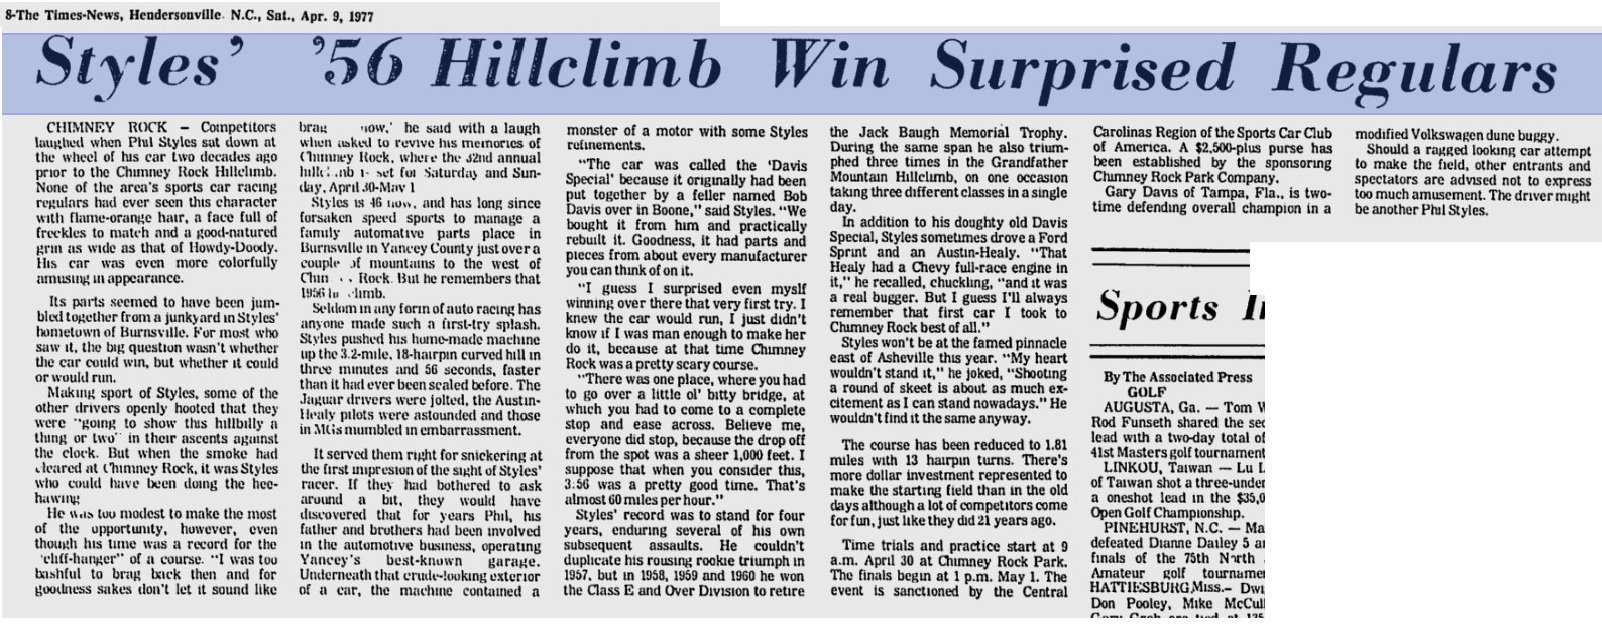 8-The Times-News, Hendersonville N.C., Sat., Apr. 9, 1977
Styles' '56 Hillclimb Win Surprised Regulars
CHIMNEY ROCK — Competitors
laughed when Phil Styles sat down at
the wheel of his car two decades ago
prior to the Chimney Rock Hillclimb.
None of the area's sports car racing
regulars had ever seen this character
with flame-orange hair, a face full of
freckles to match and a good-natured
grin as wide as that of Howdy-Doody.
His car was even more colorfully
amusing in appearance.
Its parts seemed to have been jum-
bled together from a junkyard in Styles'
hometown of Burnsville. For most who
saw it, the big question wasn't whether
the car could win, but whether it could
or would run.
Making sport of Styles, some of the
other drivers openly hooted that they
were "going to show this hillbilly a
thing or two" in their ascents against
the clock. But when the smoke had
cleared at Chimney Rock, it was Styles
who could have been doing the hee-
hawing
He was too modest to make the most
of the opportunity, however, even
though his time was a record for the
"cliff-hanger" of a course. "I was too
bashful to brag back then and for
goodness sakes don't let it sound like
brag now,' he said with a laugh
when asked to revive his memories of
Chimney Rock, where the 32nd annual
is set for Saturday and Sun-
day, April 30-May 1
Styles is 46 now, and has long since
forsaken speed sports to manage a
family automative parts place in
Burnsville in Yancey County just over a
couple of mountains to the west of
Rock. But he remembers that
1956
Seldom in any form of auto racing has
anyone made such a first-try splash.
Styles pushed his home-made machine
up the 3.2-mile, 18-hairpin curved hill in
three minutes and 56 seconds, faster
than it had ever been scaled before. The
Jaguar drivers were jolted, the Austin-
Healy pilots were astounded and those
in MGs mumbled in embarrassment.
It served them right for snickering at
the first impresion of the sight of Styles'
racer. If they had bothered to ask
around a bit, they would have
discovered that for years Phil, his
father and brothers had been involved
in the automotive business, operating
Yancey's best-known garage.
Underneath that crude-looking exterior
of a car, the machine contained a
monster of a motor with some Styles
refinements.
"The car was called the 'Davis
Special' because it originally had been
put together by a feller named Bob
Davis over in Boone," said Styles. "We
bought it from him and practically
rebuilt it. Goodness, it had parts and
pieces from about every manufacturer
you can think of on it.
"I guess I surprised even myslf
winning over there that very first try. I
knew the car would run, I just didn't
know if I was man enough to make her
do it, because at that time Chimney
Rock was a pretty scary course.
"There was one place, where you had
to go over a little ol' bitty bridge, at
which you had to come to a complete
stop and ease across. Believe me,
everyone did stop, because the drop off
from the spot was a sheer 1,000 feet. I
suppose that when you consider this,
3:56 was a pretty good time. That's
almost 60 miles per hour."
Styles' record was to stand for four
years, enduring several of his own
subsequent assaults. He couldn't
duplicate his rousing rookie triumph in
1957, but in 1958, 1959 and 1960 he won
the Class E and Over Division to retire
the Jack Baugh Memorial Trophy.
During the same span he also trium-
phed three times in the Grandfather
Mountain Hillclimb, on one occasion
taking three different classes in a single
day.
In addition to his doughty old Davis
Special, Styles sometimes drove a Ford
Sprint and an Austin-Healy. "That
Healy had a Chevy full-race engine in
it," he recalled, chuckling, "and it was
a real bugger. But I guess I'll always
remember that first car I took to
Chimney Rock best of all."
Styles won't be at the famed pinnacle
east of Asheville this year. "My heart
wouldn't stand it," he joked, "Shooting
a round of skeet is about as much ex-
citement as I can stand nowadays." He
wouldn't find it the same anyway.
The course has been reduced to 1.81
miles with 13 hairpin turns. There's
more dollar investment represented to
make the starting field than in the old
days although a lot of competitors come
for fun, just like they did 21 years ago.
Time trials and practice start at 9
a.m. April 30 at Chimney Rock Park.
The finals begin at 1 p.m. May 1. The
event is sanctioned by the Central
Carolinas Region of the Sports Car Club
of America. A $2,500-plus purse has
been established by the sponsoring
Chimney Rock Park Company.
Gary Davis of Tampa, Fla., is two-
time defending overall champion in a
modified Volkswagen dune buggy.
Should a ragged looking car attempt
to make the field, other entrants and
spectators are advised not to express
too much amusement. The driver might
be another Phil Styles.
Sports
By The Associated Press
GOLF
AUGUSTA, Ga. — Tom
Rod Funseth shared the
lead with a two-day total of
41st Masters golf tournament
LINKOU, Taiwan — Lu
of Taiwan shot a three-under
a oneshot lead in the
Open Golf Championship.
PINEHURST, N.C. —
defeated Dianne Dailey 5
finals of the 75th North
Amateur golf
HATTIESBURG, Miss.—
Don Pooley, Mike